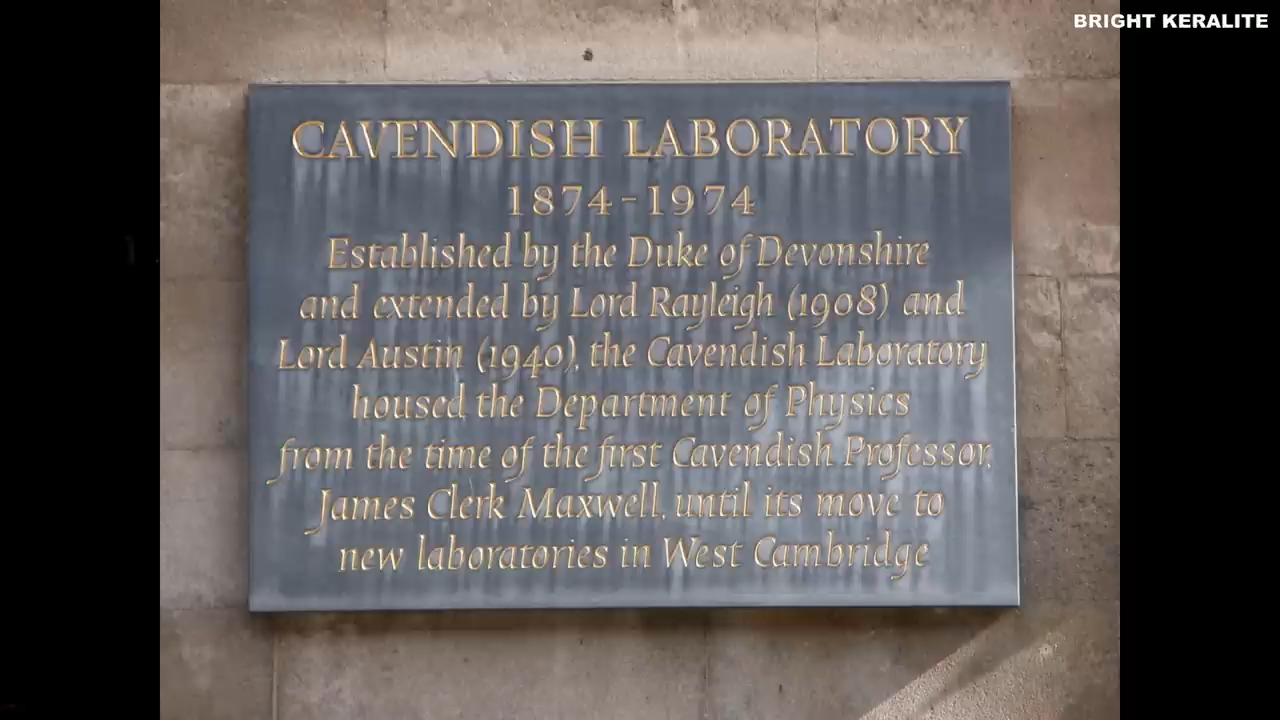 BRIGHT KERALITE
CAVENDISH LABORATORY
1874-1974
Established by the Duke of Devonshire
and extended by Lord Rayleigh (1908) and
Lord Austin (1940), the Cavendish Laboratory
housed the Department of Physics
from the time of the first Cavendish Professor,
James Clerk Maxwell, until its move to
new laboratories in West Cambridge